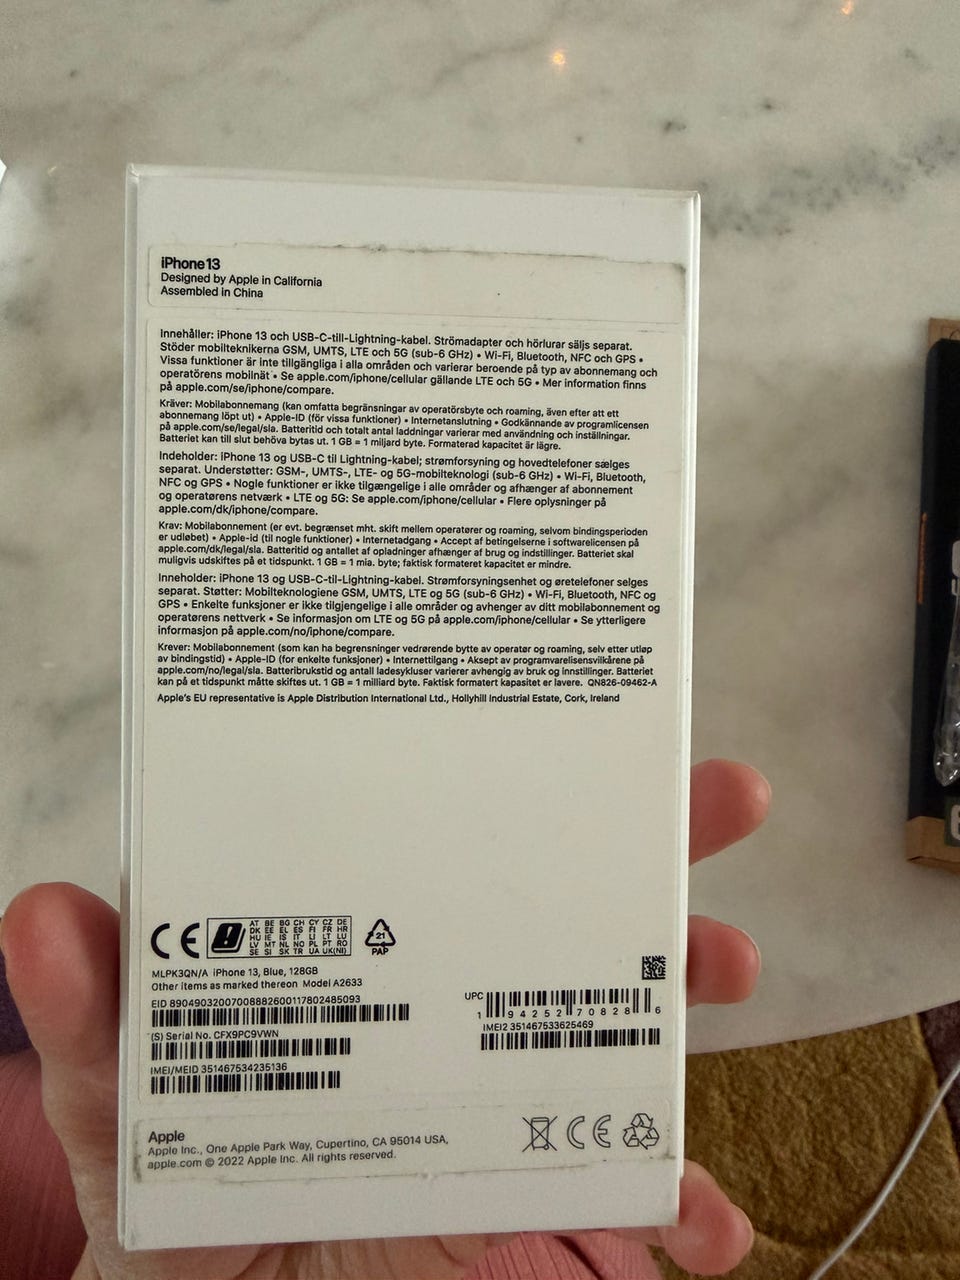 iPhone 13
Designed by Apple in California
Assembled in China
Innehåller: iPhone 13 och USB-C-till-Lightning-kabel. Strömadapter och hörlurar säljs separat.
Stöder mobilteknikerna GSM, UMTS, LTE och 5G (sub-6 GHz) • Wi-Fi, Bluetooth, NFC och GPS •
Vissa funktioner är inte tillgängliga i alla områden och varierar beroende på typ av abonnemang och
operatörens mobilnät • Se apple.com/iphone/cellular gällande LTE och 5G • Mer information finns
på apple.com/se/iphone/compare.
Kräver: Mobilabonnemang (kan omfatta begränsningar av operatörsbyte och roaming, även efter att ett
abonnemang löpt ut) • Apple-ID (för vissa funktioner) • Internetanslutning • Godkännande av programlicensen
på apple.com/se/legal/sla. Batteritid och totalt antal laddningar varierar med användning och inställningar.
Batteriet kan till slut behöva bytas ut. 1 GB = 1 miljard byte. Formaterad kapacitet är lägre.
Indeholder: iPhone 13 og USB-C til Lightning-kabel; strømforsyning og hovedtelefoner sælges
separat. Understøtter: GSM-, UMTS-, LTE- og 5G-mobilteknologi (sub-6 GHz) • Wi-Fi, Bluetooth,
NFC og GPS • Nogle funktioner er ikke tilgængelige i alle områder og afhænger af abonnement
og operatørens netværk • LTE og 5G: Se apple.com/iphone/cellular • Flere oplysninger på
apple.com/dk/iphone/compare.
Krav: Mobilabonnement (er evt. begrænset mht. skift mellem operatører og roaming, selvom bindingsperioden
er udløbet) • Apple-id (til nogle funktioner) • Internetadgang • Accept af betingelserne i softwarelicensen på
apple.com/dk/legal/sla. Batteritid og antallet af opladninger afhænger af brug og indstillinger. Batteriet skal
muligvis udskiftes på et tidspunkt. 1 GB = 1 mia. byte; faktisk formateret kapacitet er mindre.
Inneholder: iPhone 13 og USB-C-til-Lightning-kabel. Strømforsyningsenhet og øretelefoner selges
separat. Støtter: Mobilteknologiene GSM, UMTS, LTE og 5G (sub-6 GHz) • Wi-Fi, Bluetooth, NFC og
GPS • Enkelte funksjoner er ikke tilgjengelige i alle områder og avhenger av ditt mobilabonnement og
operatørens nettverk • Se informasjon om LTE og 5G på apple.com/iphone/cellular • Se ytterligere
informasjon på apple.com/no/iphone/compare.
Krever: Mobilabonnement (som kan ha begrensninger vedrørende bytte av operatør og roaming, selv etter utløp
av bindingstid) • Apple-ID (for enkelte funksjoner) • Internettilgang • Aksept av programvarelisensvilkårene på
apple.com/no/legal/sla. Batteribrukstid og antall ladesykluser varierer avhengig av bruk og innstillinger. Batteriet
kan på et tidspunkt måtte skiftes ut. 1 GB = 1 milliard byte. Faktisk formatert kapasitet er lavere. QN826-09462-A
Apple's EU representative is Apple Distribution International Ltd., Hollyhill Industrial Estate, Cork, Ireland
CE
AT BE BG CH CY CZ DE
DK EE EL ES FI FR HR
HU IE IS IT LI LT LU
LV MT NL NO PL PT RO
SE SI SK TR UA UK(NI)
21
PAP
MLPK3QN/A iPhone 13, Blue, 128GB
Other items as marked thereon Model A2633
EID 89049032007008882600117802485093
(S) Serial No. CFX9PC9VWN
IMEI/MEID 351467534235136
UPC
1 94252 70828 6
IMEI2 351467533625469
Apple
Apple Inc., One Apple Park Way, Cupertino, CA 95014 USA,
apple.com © 2022 Apple Inc. All rights reserved.
CE